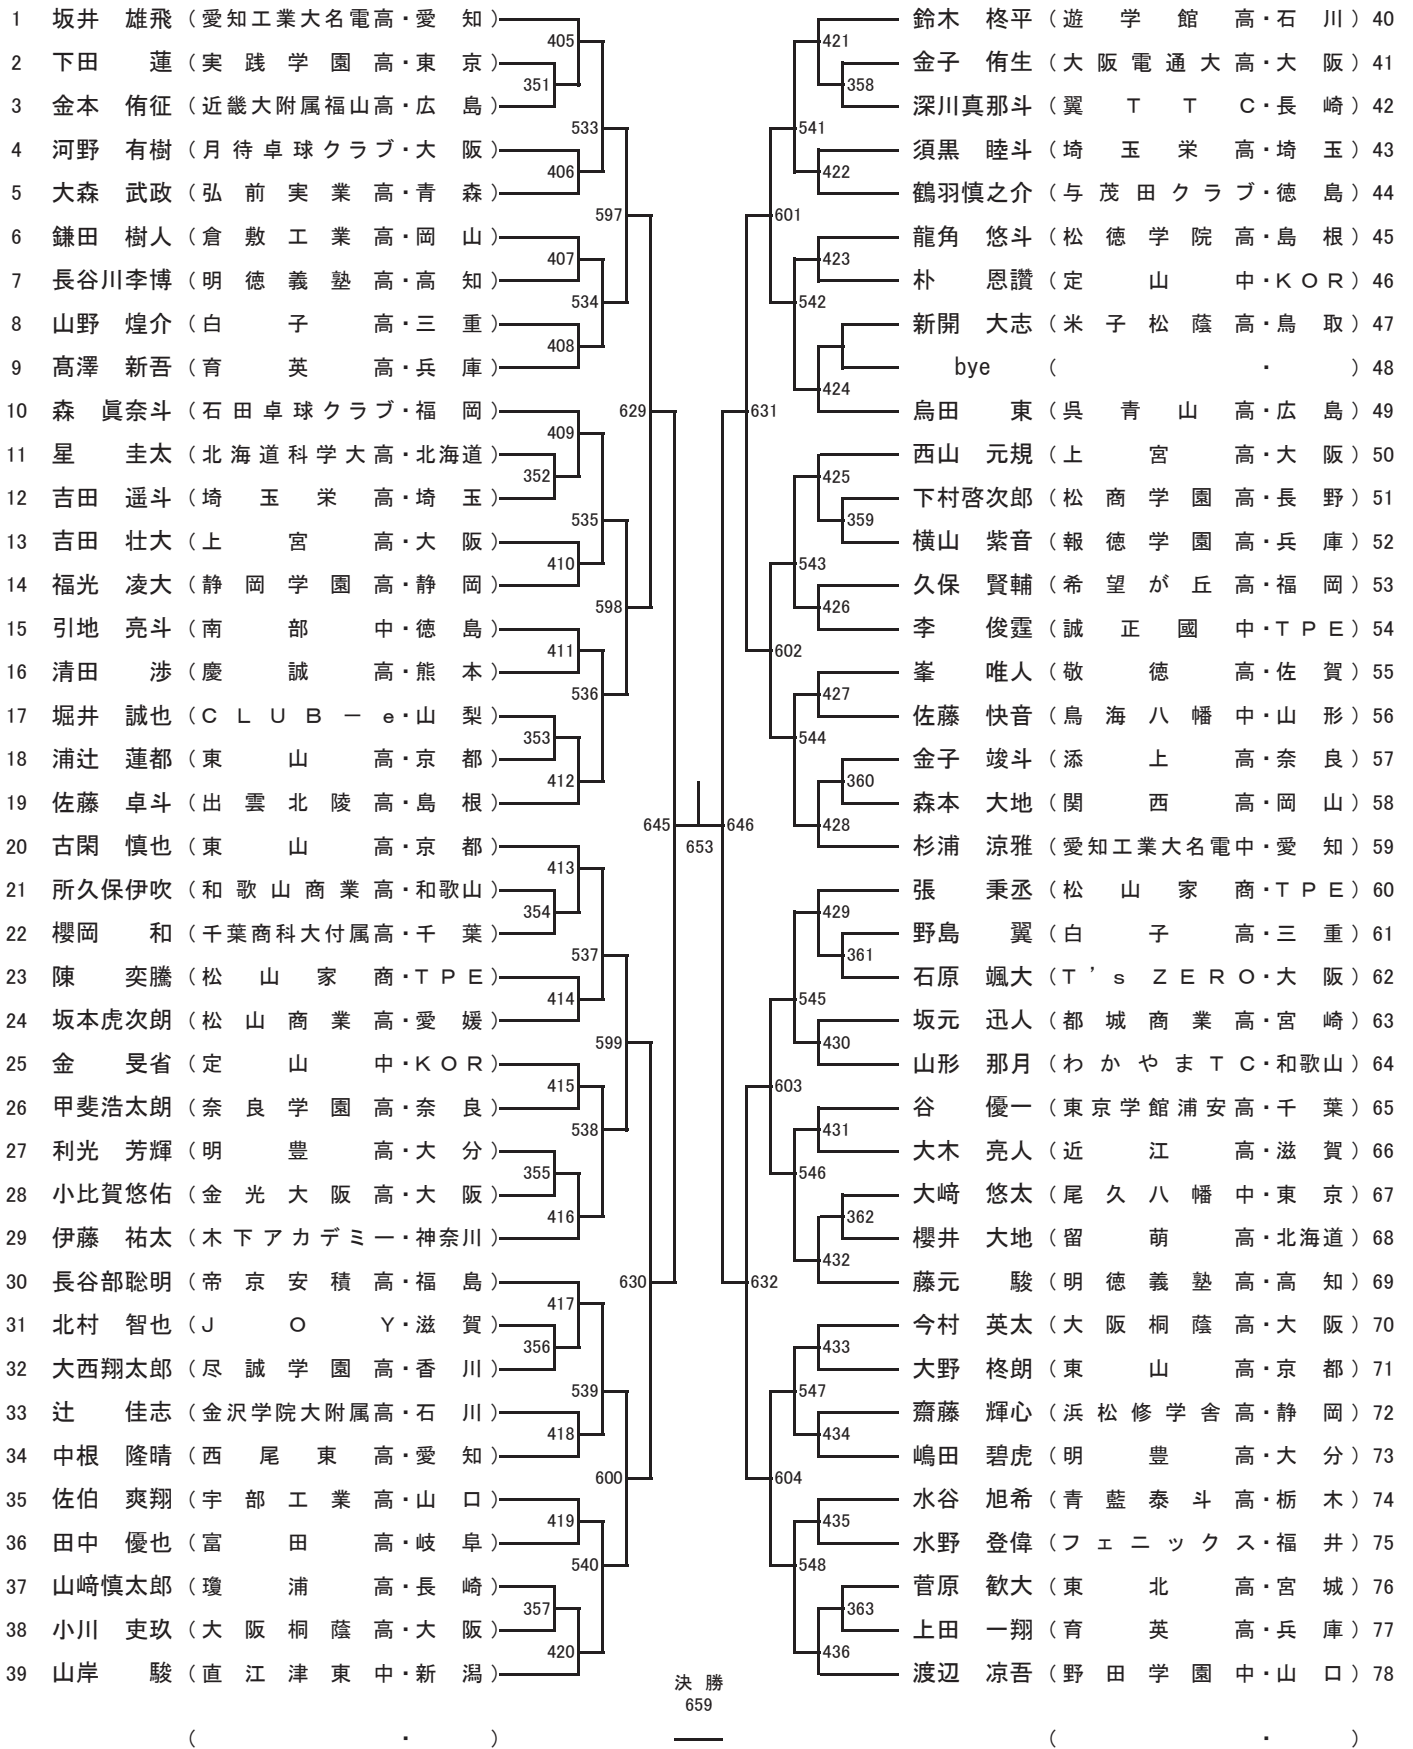 1 坂井 雄飛 (愛知工業大名電高・愛知)
2 下田 蓮 (実践学園高・東京)
3 金本 侑征 (近畿大附属福山高・広島)
4 河野 有樹 (月待卓球クラブ・大阪)
5 大森 武政 (弘前実業高・青森)
6 鎌田 樹人 (倉敷工業高・岡山)
7 長谷川李博 (明徳義塾高・高知)
8 山野 煌介 (白子高・三重)
9 髙澤 新吾 (育英高・兵庫)
10 森 眞奈斗 (石田卓球クラブ・福岡)
11 星 圭太 (北海道科学大高・北海道)
12 吉田 遥斗 (埼玉栄高・埼玉)
13 吉田 壮大 (上宮高・大阪)
14 福光 凌大 (静岡学園高・静岡)
15 引地 亮斗 (南部中・徳島)
16 清田 渉 (慶誠高・熊本)
17 堀井 誠也 (CLUB－e・山梨)
18 浦辻 蓮都 (東山高・京都)
19 佐藤 卓斗 (出雲北陵高・島根)
20 古閑 慎也 (東山高・京都)
21 所久保伊吹 (和歌山商業高・和歌山)
22 櫻岡 和 (千葉商科大付属高・千葉)
23 陳 奕騰 (松山家商・TPE)
24 坂本虎次朗 (松山商業高・愛媛)
25 金 旻省 (定山中・KOR)
26 甲斐浩太朗 (奈良学園高・奈良)
27 利光 芳輝 (明豊高・大分)
28 小比賀悠佑 (金光大阪高・大阪)
29 伊藤 祐太 (木下アカデミー・神奈川)
30 長谷部聡明 (帝京安積高・福島)
31 北村 智也 (JOY・滋賀)
32 大西翔太郎 (尽誠学園高・香川)
33 辻 佳志 (金沢学院大附属高・石川)
34 中根 隆晴 (西尾東高・愛知)
35 佐伯 爽翔 (宇部工業高・山口)
36 田中 優也 (富田高・岐阜)
37 山﨑慎太郎 (瓊浦高・長崎)
38 小川 吏玖 (大阪桐蔭高・大阪)
39 山岸 駿 (直江津東中・新潟)
(・)
405
351
533
406
597
407
534
408
629
409
352
535
410
598
411
536
353
412
645
413
354
537
414
599
415
538
355
416
630
417
356
539
418
600
419
540
357
420
653
決勝
659
646
421
358
541
422
601
423
542
424
631
425
359
543
426
602
427
544
360
428
429
361
545
430
603
431
546
362
432
632
433
547
434
604
435
548
363
436
鈴木 柊平 (遊学館高・石川) 40
金子 侑生 (大阪電通大高・大阪) 41
深川真那斗 (翼TTC・長崎) 42
須黒 睦斗 (埼玉栄高・埼玉) 43
鶴羽慎之介 (与茂田クラブ・徳島) 44
龍角 悠斗 (松徳学院高・島根) 45
朴 恩讚 (定山中・KOR) 46
新開 大志 (米子松蔭高・鳥取) 47
bye (・) 48
烏田 東 (呉青山高・広島) 49
西山 元規 (上宮高・大阪) 50
下村啓次郎 (松商学園高・長野) 51
横山 紫音 (報徳学園高・兵庫) 52
久保 賢輔 (希望が丘高・福岡) 53
李 俊霆 (誠正國中・TPE) 54
峯 唯人 (敬徳高・佐賀) 55
佐藤 快音 (鳥海八幡中・山形) 56
金子 竣斗 (添上高・奈良) 57
森本 大地 (関西高・岡山) 58
杉浦 涼雅 (愛知工業大名電中・愛知) 59
張 秉丞 (松山家商・TPE) 60
野島 翼 (白子高・三重) 61
石原 颯大 (T’s ZERO・大阪) 62
坂元 迅人 (都城商業高・宮崎) 63
山形 那月 (わかやまTC・和歌山) 64
谷 優一 (東京学館浦安高・千葉) 65
大木 亮人 (近江高・滋賀) 66
大﨑 悠太 (尾久八幡中・東京) 67
櫻井 大地 (留萌高・北海道) 68
藤元 駿 (明徳義塾高・高知) 69
今村 英太 (大阪桐蔭高・大阪) 70
大野 柊朗 (東山高・京都) 71
齋藤 輝心 (浜松修学舎高・静岡) 72
嶋田 碧虎 (明豊高・大分) 73
水谷 旭希 (青藍泰斗高・栃木) 74
水野 登偉 (フェニックス・福井) 75
菅原 歓大 (東北高・宮城) 76
上田 一翔 (育英高・兵庫) 77
渡辺 凉吾 (野田学園中・山口) 78
(・)